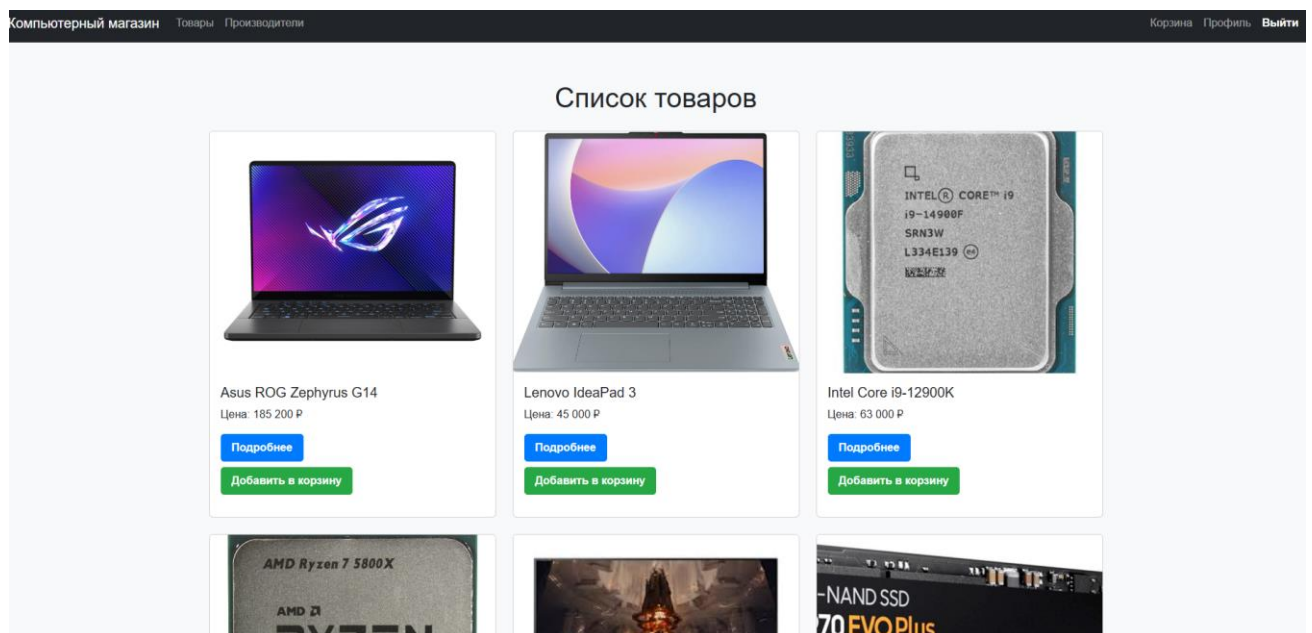 Компьютерный магазин Товары Производители Корзина Профиль Выйти
Список товаров
INTEL® CORE™ i9
i9-14900F
SRN3W
L334E139
Asus ROG Zephyrus G14
Цена: 185 200 ₽
Подробнее
Добавить в корзину
Lenovo IdeaPad 3
Цена: 45 000 ₽
Подробнее
Добавить в корзину
Intel Core i9-12900K
Цена: 63 000 ₽
Подробнее
Добавить в корзину
AMD Ryzen 7 5800X
AMD
RYZEN
-NAND SSD
70 EVO Plus